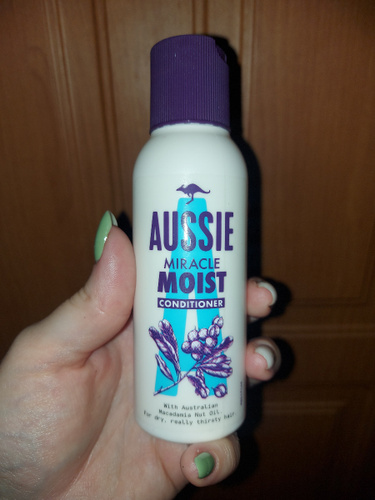 AUSSIE
MIRACLE
MOIST
CONDITIONER
With Australian
Macadamia Nut Oil
For dry, really thirsty hair